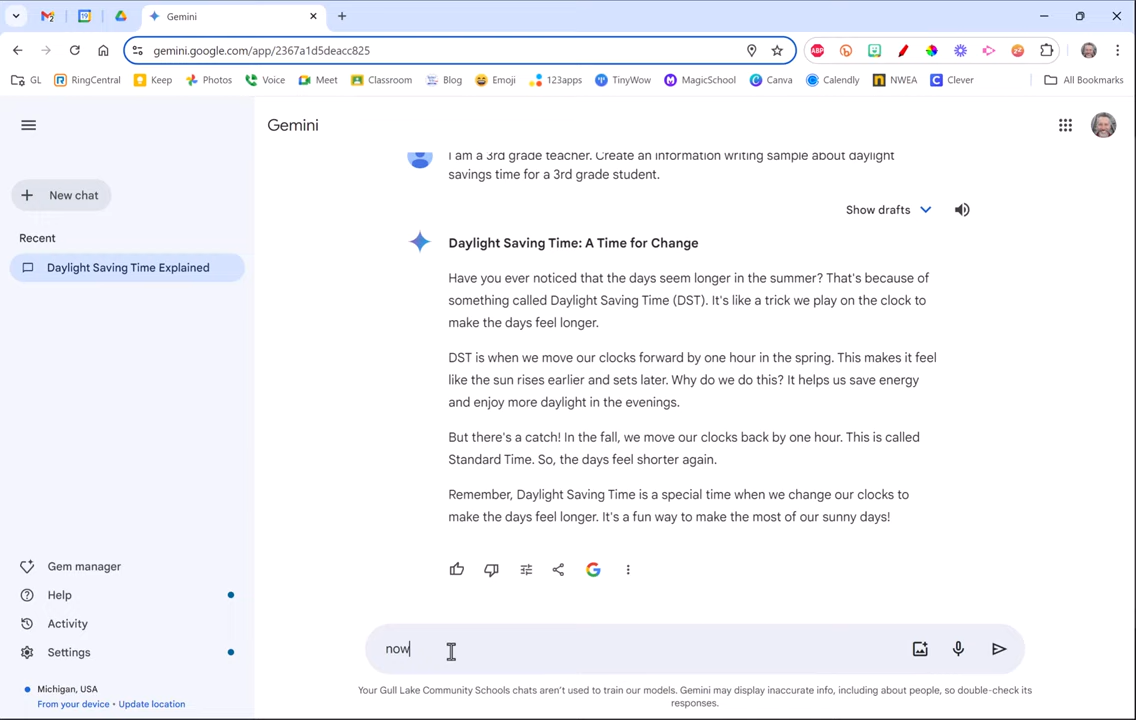 Gemini
gemini.google.com/app/2367a1d5deacc825
GL
RingCentral
Keep
Photos
Voice
Meet
Classroom
Blog
Emoji
123apps
TinyWow
MagicSchool
Canva
Calendly
NWEA
Clever
All Bookmarks
Gemini
New chat
Recent
Daylight Saving Time Explained
Gem manager
Help
Activity
Settings
Michigan, USA
From your device • Update location
I am a 3rd grade teacher. Create an information writing sample about daylight
savings time for a 3rd grade student.
Show drafts
Daylight Saving Time: A Time for Change
Have you ever noticed that the days seem longer in the summer? That's because of
something called Daylight Saving Time (DST). It's like a trick we play on the clock to
make the days feel longer.
DST is when we move our clocks forward by one hour in the spring. This makes it feel
like the sun rises earlier and sets later. Why do we do this? It helps us save energy
and enjoy more daylight in the evenings.
But there's a catch! In the fall, we move our clocks back by one hour. This is called
Standard Time. So, the days feel shorter again.
Remember, Daylight Saving Time is a special time when we change our clocks to
make the days feel longer. It's a fun way to make the most of our sunny days!
now
Your Gull Lake Community Schools chats aren't used to train our models. Gemini may display inaccurate info, including about people, so double-check its
responses.